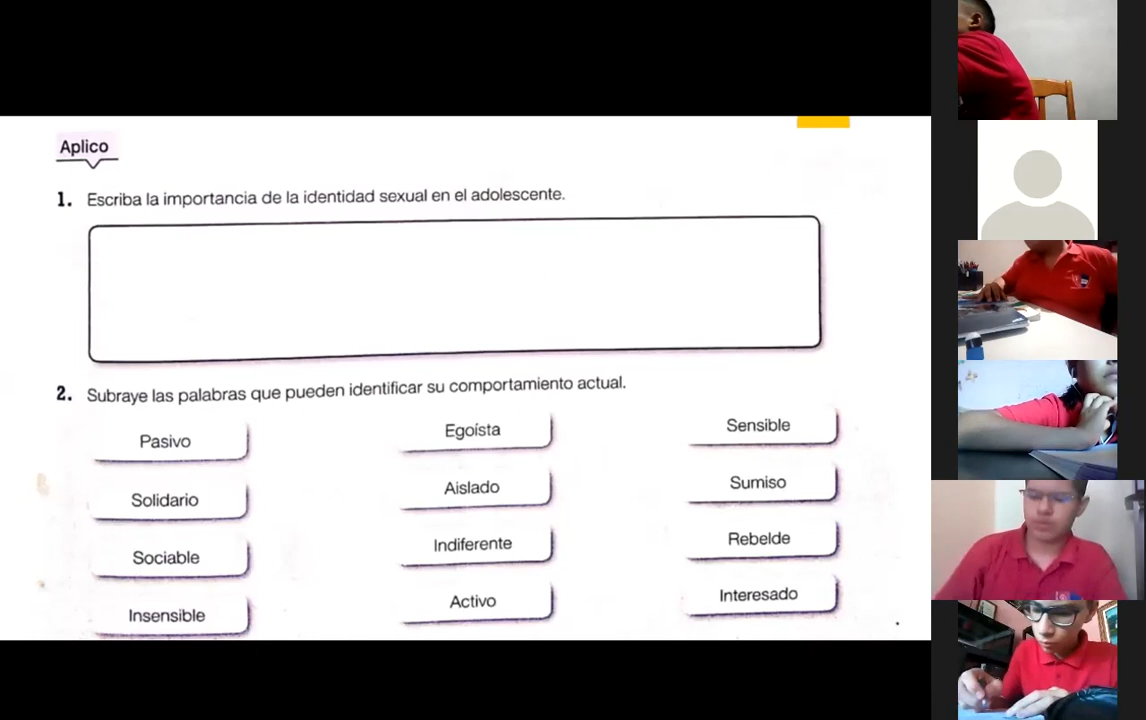 Aplico
1. Escriba la importancia de la identidad sexual en el adolescente.
2. Subraye las palabras que pueden identificar su comportamiento actual.
Pasivo Egoísta Sensible
Solidario Aislado Sumiso
Sociable Indiferente Rebelde
Insensible Activo Interesado